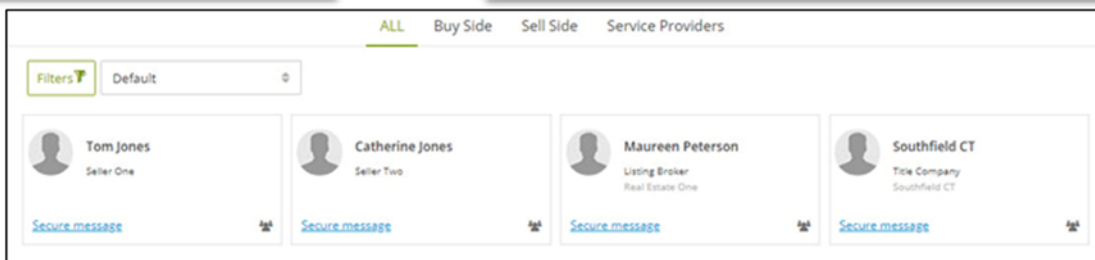 ALL Buy Side Sell Side Service Providers
Filters Default
Tom Jones
Seller One
Secure message
Catherine Jones
Seller Two
Secure message
Maureen Peterson
Listing Broker
Real Estate One
Secure message
Southfield CT
Title Company
Southfield CT
Secure message